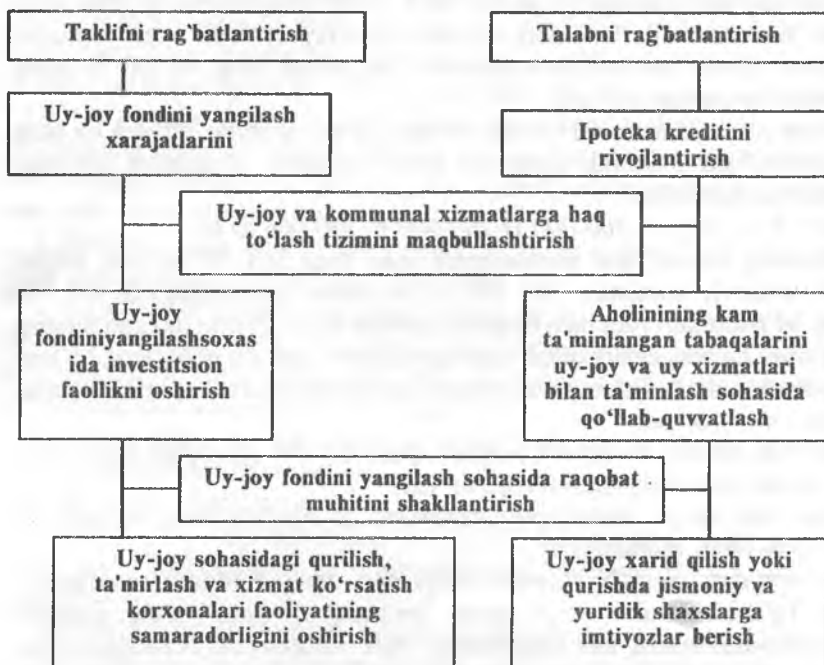 Taklifni rag'batlantirish
Talabni rag'batlantirish
Uy-joy fondini yangilash
xarajatlarini
Ipoteka kreditini
rivojlantirish
Uy-joy va kommunal xizmatlarga haq
to'lash tizimini maqbullashtirish
Uy-joy
fondiniyangilashsoxas
ida investitsion
faollikni oshirish
Aholinining kam
ta'minlangan tabaqalarini
uy-joy va uy xizmatlari
bilan ta'minlash sohasida
qo'llab-quvvatlash
Uy-joy fondini yangilash sohasida raqobat
muhitini shakllantirish
Uy-joy sohasidagi qurilish,
ta'mirlash va xizmat ko'rsatish
korxonalari faoliyatining
samaradorligini oshirish
Uy-joy xarid qilish yoki
qurishda jismoniy va
yuridik shaxslarga
imtiyozlar berish